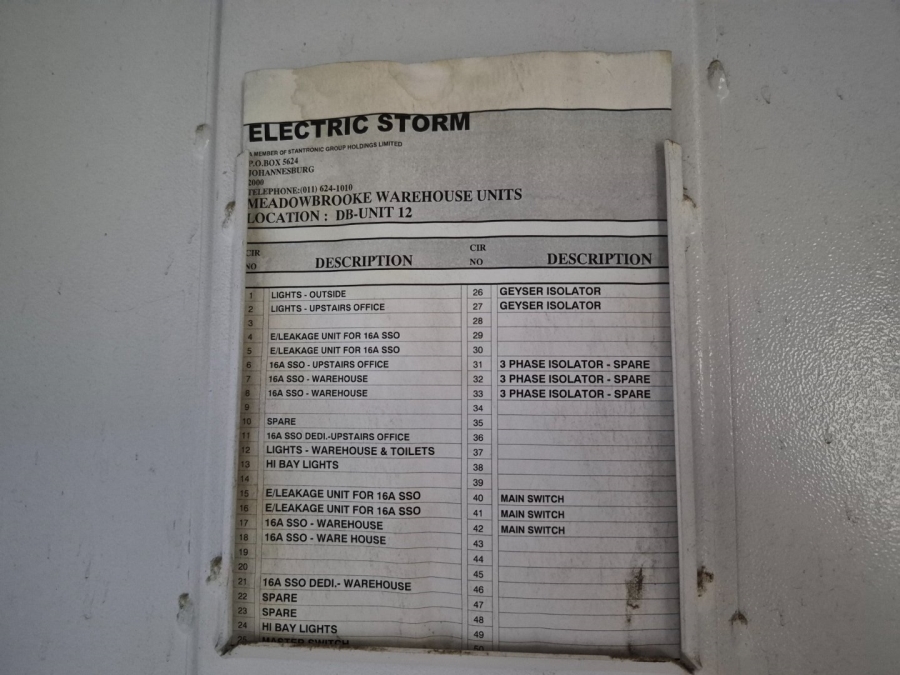 ELECTRIC STORM
A MEMBER OF STANTRONIC GROUP HOLDINGS LIMITED
P.O.BOX 5624
JOHANNESBURG
2000
TELEPHONE:(011) 624-1010
MEADOWBROOKE WAREHOUSE UNITS
LOCATION : DB-UNIT 12
CIR NO DESCRIPTION CIR NO DESCRIPTION
1 LIGHTS - OUTSIDE 26 GEYSER ISOLATOR
2 LIGHTS - UPSTAIRS OFFICE 27 GEYSER ISOLATOR
3 28
4 E/LEAKAGE UNIT FOR 16A SSO 29
5 E/LEAKAGE UNIT FOR 16A SSO 30
6 16A SSO - UPSTAIRS OFFICE 31 3 PHASE ISOLATOR - SPARE
7 16A SSO - WAREHOUSE 32 3 PHASE ISOLATOR - SPARE
8 16A SSO - WAREHOUSE 33 3 PHASE ISOLATOR - SPARE
9 34
10 SPARE 35
11 16A SSO DEDI.-UPSTAIRS OFFICE 36
12 LIGHTS - WAREHOUSE & TOILETS 37
13 HI BAY LIGHTS 38
14 39
15 E/LEAKAGE UNIT FOR 16A SSO 40 MAIN SWITCH
16 E/LEAKAGE UNIT FOR 16A SSO 41 MAIN SWITCH
17 16A SSO - WAREHOUSE 42 MAIN SWITCH
18 16A SSO - WARE HOUSE 43
19 44
20 45
21 16A SSO DEDI.- WAREHOUSE 46
22 SPARE 47
23 SPARE 48
24 HI BAY LIGHTS 49
25 MASTER SWITCH 50